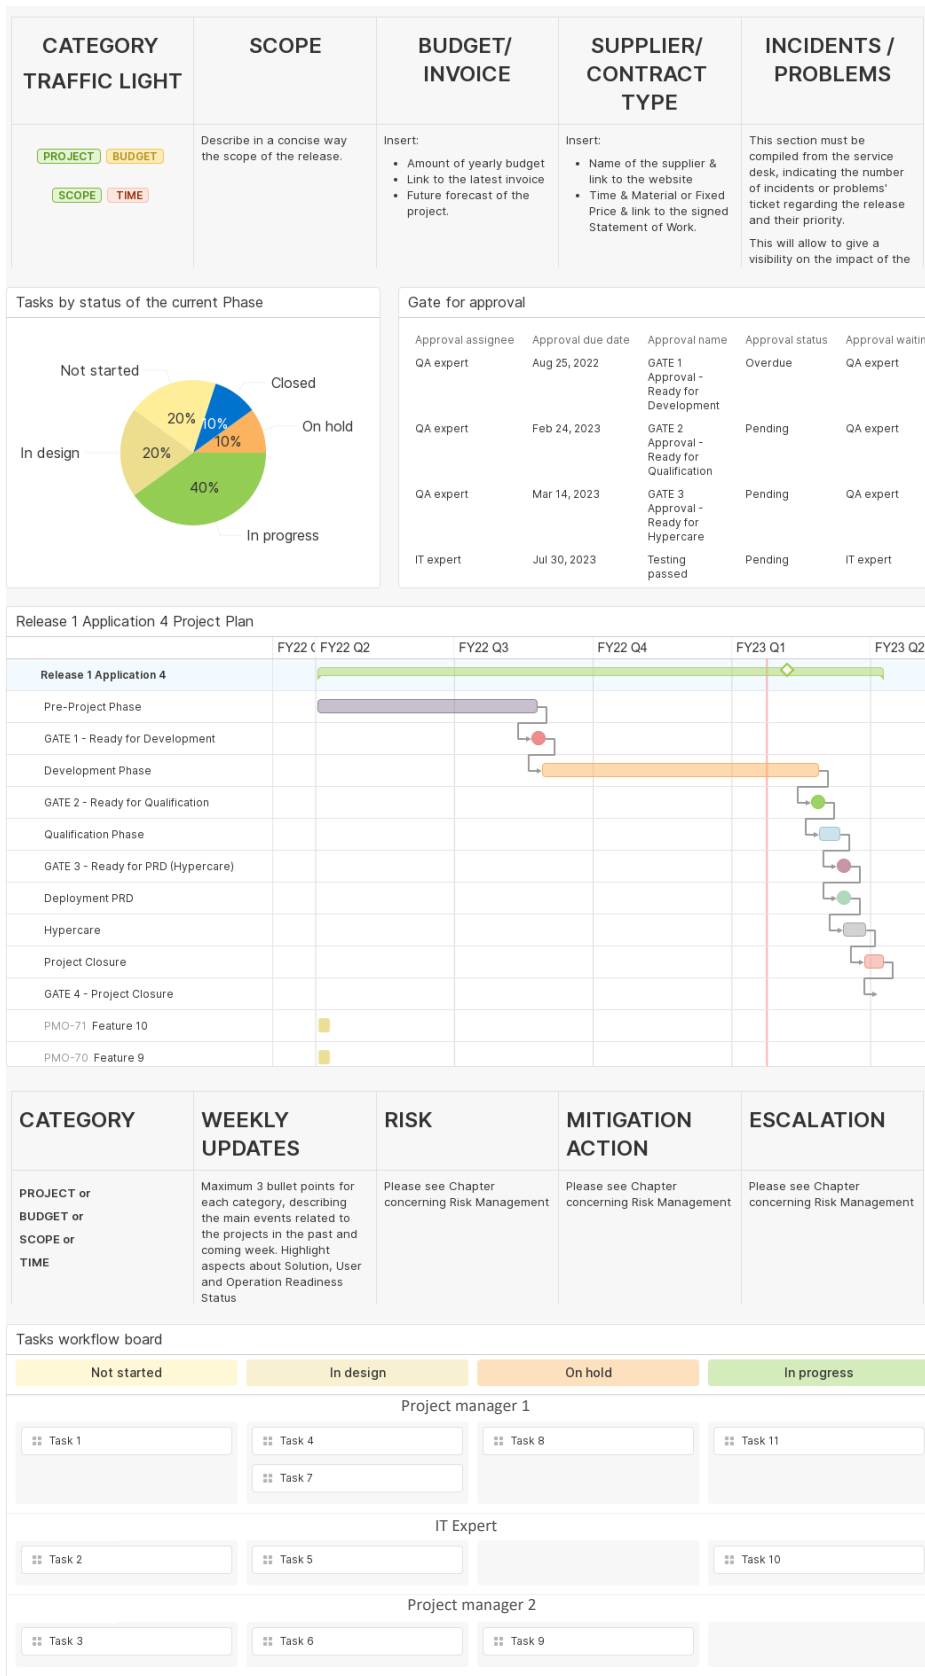 CATEGORY
TRAFFIC LIGHT
SCOPE
BUDGET/
INVOICE
SUPPLIER/
CONTRACT
TYPE
INCIDENTS /
PROBLEMS
PROJECT BUDGET
SCOPE TIME
Describe in a concise way
the scope of the release.
Insert:
• Amount of yearly budget
• Link to the latest invoice
• Future forecast of the
project.
Insert:
• Name of the supplier &
link to the website
• Time & Material or Fixed
Price & link to the signed
Statement of Work.
This section must be
compiled from the service
desk, indicating the number
of incidents or problems'
ticket regarding the release
and their priority.
This will allow to give a
visibility on the impact of the
Tasks by status of the current Phase
Not started
Closed
On hold
In design
In progress
20%
10%
10%
20%
40%
Gate for approval
Approval assignee Approval due date Approval name Approval status Approval waitin
QA expert Aug 25, 2022 GATE 1 Overdue QA expert
Approval -
Ready for
Development
QA expert Feb 24, 2023 GATE 2 Pending QA expert
Approval -
Ready for
Qualification
QA expert Mar 14, 2023 GATE 3 Pending QA expert
Approval -
Ready for
Hypercare
IT expert Jul 30, 2023 Testing Pending IT expert
passed
Release 1 Application 4 Project Plan
FY22 FY22 Q2 FY22 Q3 FY22 Q4 FY23 Q1 FY23 Q2
Release 1 Application 4
Pre-Project Phase
GATE 1 - Ready for Development
Development Phase
GATE 2 - Ready for Qualification
Qualification Phase
GATE 3 - Ready for PRD (Hypercare)
Deployment PRD
Hypercare
Project Closure
GATE 4 - Project Closure
PMO-71 Feature 10
PMO-70 Feature 9
CATEGORY
WEEKLY
UPDATES
RISK
MITIGATION
ACTION
ESCALATION
PROJECT or
BUDGET or
SCOPE or
TIME
Maximum 3 bullet points for
each category, describing
the main events related to
the projects in the past and
coming week. Highlight
aspects about Solution, User
and Operation Readiness
Status
Please see Chapter
concerning Risk Management
Please see Chapter
concerning Risk Management
Please see Chapter
concerning Risk Management
Tasks workflow board
Not started In design On hold In progress
Project manager 1
Task 1 Task 4 Task 8 Task 11
Task 7
IT Expert
Task 2 Task 5 Task 10
Project manager 2
Task 3 Task 6 Task 9